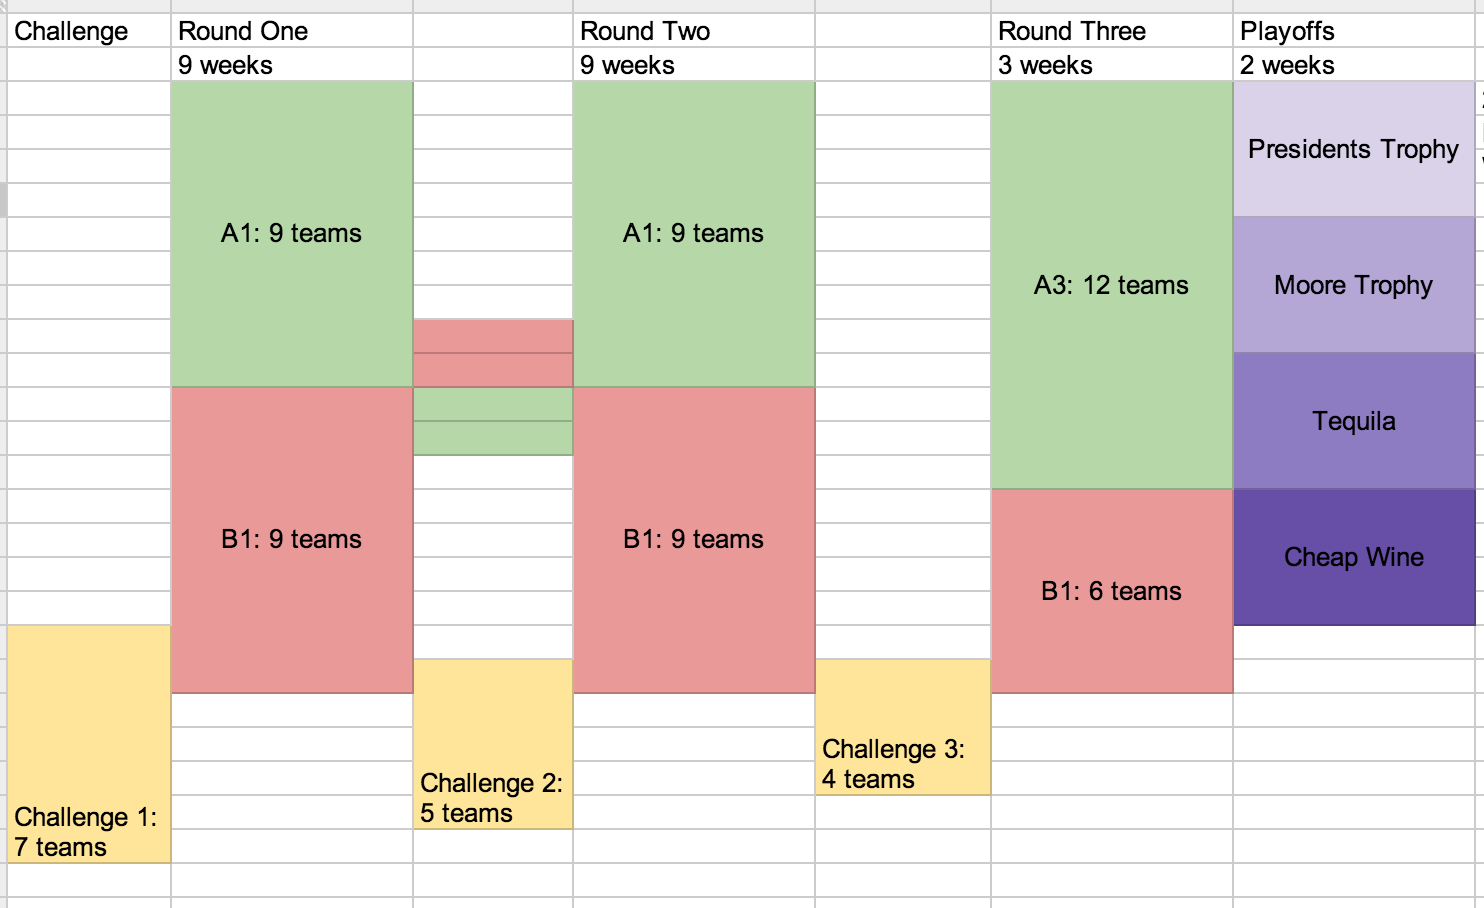 Challenge
Round One
Round Two
Round Three
Playoffs
9 weeks
9 weeks
3 weeks
2 weeks
Presidents Trophy
A1: 9 teams
A1: 9 teams
A3: 12 teams
Moore Trophy
Tequila
B1: 9 teams
B1: 9 teams
B1: 6 teams
Cheap Wine
Challenge 1:
7 teams
Challenge 2:
5 teams
Challenge 3:
4 teams